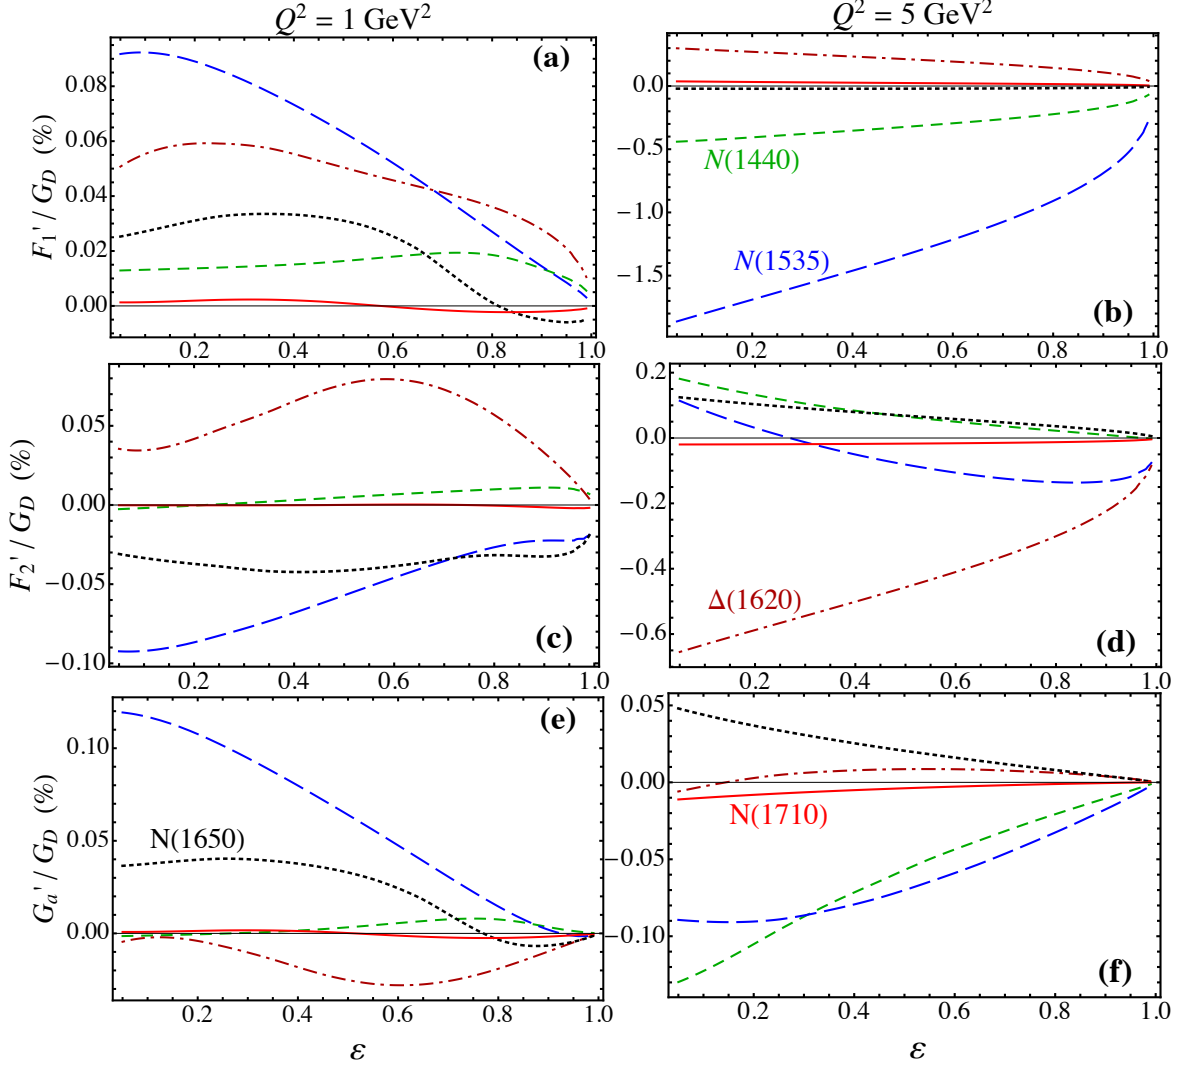 Q² = 1 GeV²
Q² = 5 GeV²
(a)
F₁' / G_D (%)
0.08
0.06
0.04
0.02
0.00
0.2 0.4 0.6 0.8 1.0
(b)
0.0
−0.5
−1.0
−1.5
N(1440)
N(1535)
0.2 0.4 0.6 0.8 1.0
(c)
F₂' / G_D (%)
0.05
0.00
−0.05
−0.10
0.2 0.4 0.6 0.8 1.0
(d)
0.2
0.0
−0.2
−0.4
−0.6
Δ(1620)
0.2 0.4 0.6 0.8 1.0
(e)
G_a' / G_D (%)
0.10
0.05
0.00
N(1650)
0.2 0.4 0.6 0.8 1.0
ε
(f)
0.05
0.00
−0.05
−0.10
N(1710)
0.2 0.4 0.6 0.8 1.0
ε